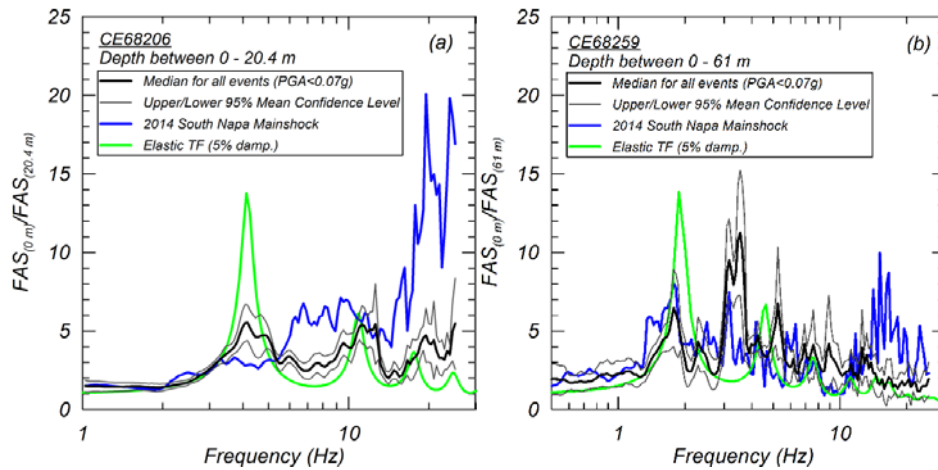 CE68206
(a)
Depth between 0 - 20.4 m
Median for all events (PGA<0.07g)
Upper/Lower 95% Mean Confidence Level
2014 South Napa Mainshock
Elastic TF (5% damp.)
FAS(0 m)/FAS(20.4 m)
25
20
15
10
5
0
1
10
30
Frequency (Hz)
CE68259
(b)
Depth between 0 - 61 m
Median for all events (PGA<0.07g)
Upper/Lower 95% Mean Confidence Level
2014 South Napa Mainshock
Elastic TF (5% damp.)
FAS(0 m)/FAS(61 m)
25
20
15
10
5
0
1
10
Frequency (Hz)